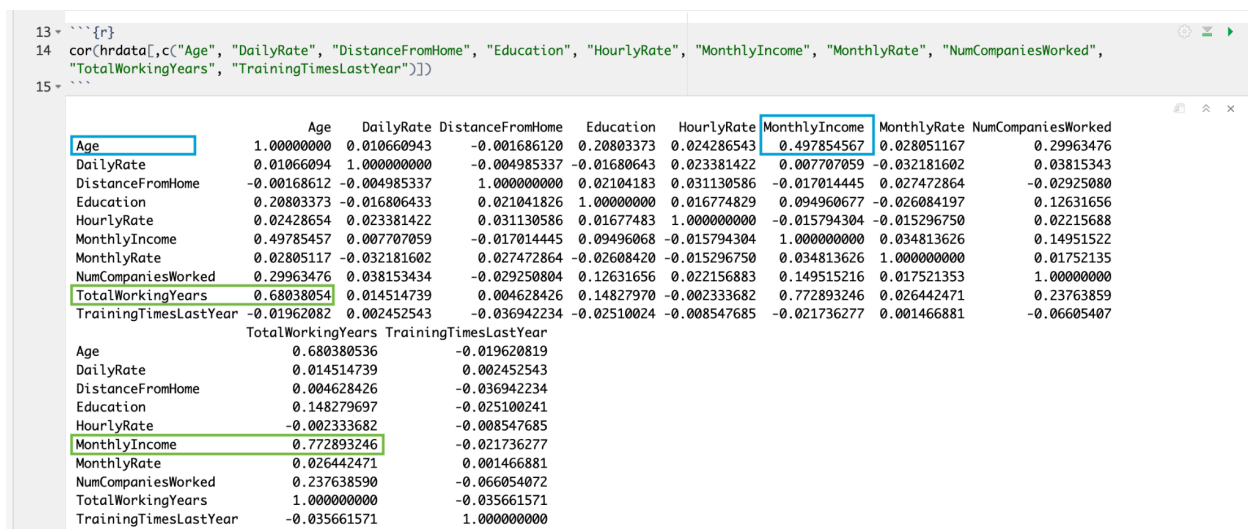 13 ```{r}
14 cor(hrdata[,c("Age", "DailyRate", "DistanceFromHome", "Education", "HourlyRate", "MonthlyIncome", "MonthlyRate", "NumCompaniesWorked",
"TotalWorkingYears", "TrainingTimesLastYear")])
15 ```
Age DailyRate DistanceFromHome Education HourlyRate MonthlyIncome MonthlyRate NumCompaniesWorked
Age 1.00000000 0.010660943 -0.001686120 0.20803373 0.024286543 0.497854567 0.028051167 0.29963476
DailyRate 0.01066094 1.000000000 -0.004985337 -0.01680643 0.023381422 0.007707059 -0.032181602 0.03815343
DistanceFromHome -0.00168612 -0.004985337 1.000000000 0.02104183 0.031130586 -0.017014445 0.027472864 -0.02925080
Education 0.20803373 -0.016806433 0.021041826 1.00000000 0.016774829 0.094960677 -0.026084197 0.12631656
HourlyRate 0.02428654 0.023381422 0.031130586 0.01677483 1.000000000 -0.015794304 -0.015296750 0.02215688
MonthlyIncome 0.49785457 0.007707059 -0.017014445 0.09496068 -0.015794304 1.000000000 0.034813626 0.14951522
MonthlyRate 0.02805117 -0.032181602 0.027472864 -0.02608420 -0.015296750 0.034813626 1.000000000 0.01752135
NumCompaniesWorked 0.29963476 0.038153434 -0.029250804 0.12631656 0.022156883 0.149515216 0.017521353 1.00000000
TotalWorkingYears 0.68038054 0.014514739 0.004628426 0.14827970 -0.002333682 0.772893246 0.026442471 0.23763859
TrainingTimesLastYear -0.01962082 0.002452543 -0.036942234 -0.02510024 -0.008547685 -0.021736277 0.001466881 -0.06605407
TotalWorkingYears TrainingTimesLastYear
Age 0.680380536 -0.019620819
DailyRate 0.014514739 0.002452543
DistanceFromHome 0.004628426 -0.036942234
Education 0.148279697 -0.025100241
HourlyRate -0.002333682 -0.008547685
MonthlyIncome 0.772893246 -0.021736277
MonthlyRate 0.026442471 0.001466881
NumCompaniesWorked 0.237638590 -0.066054072
TotalWorkingYears 1.000000000 -0.035661571
TrainingTimesLastYear -0.035661571 1.000000000